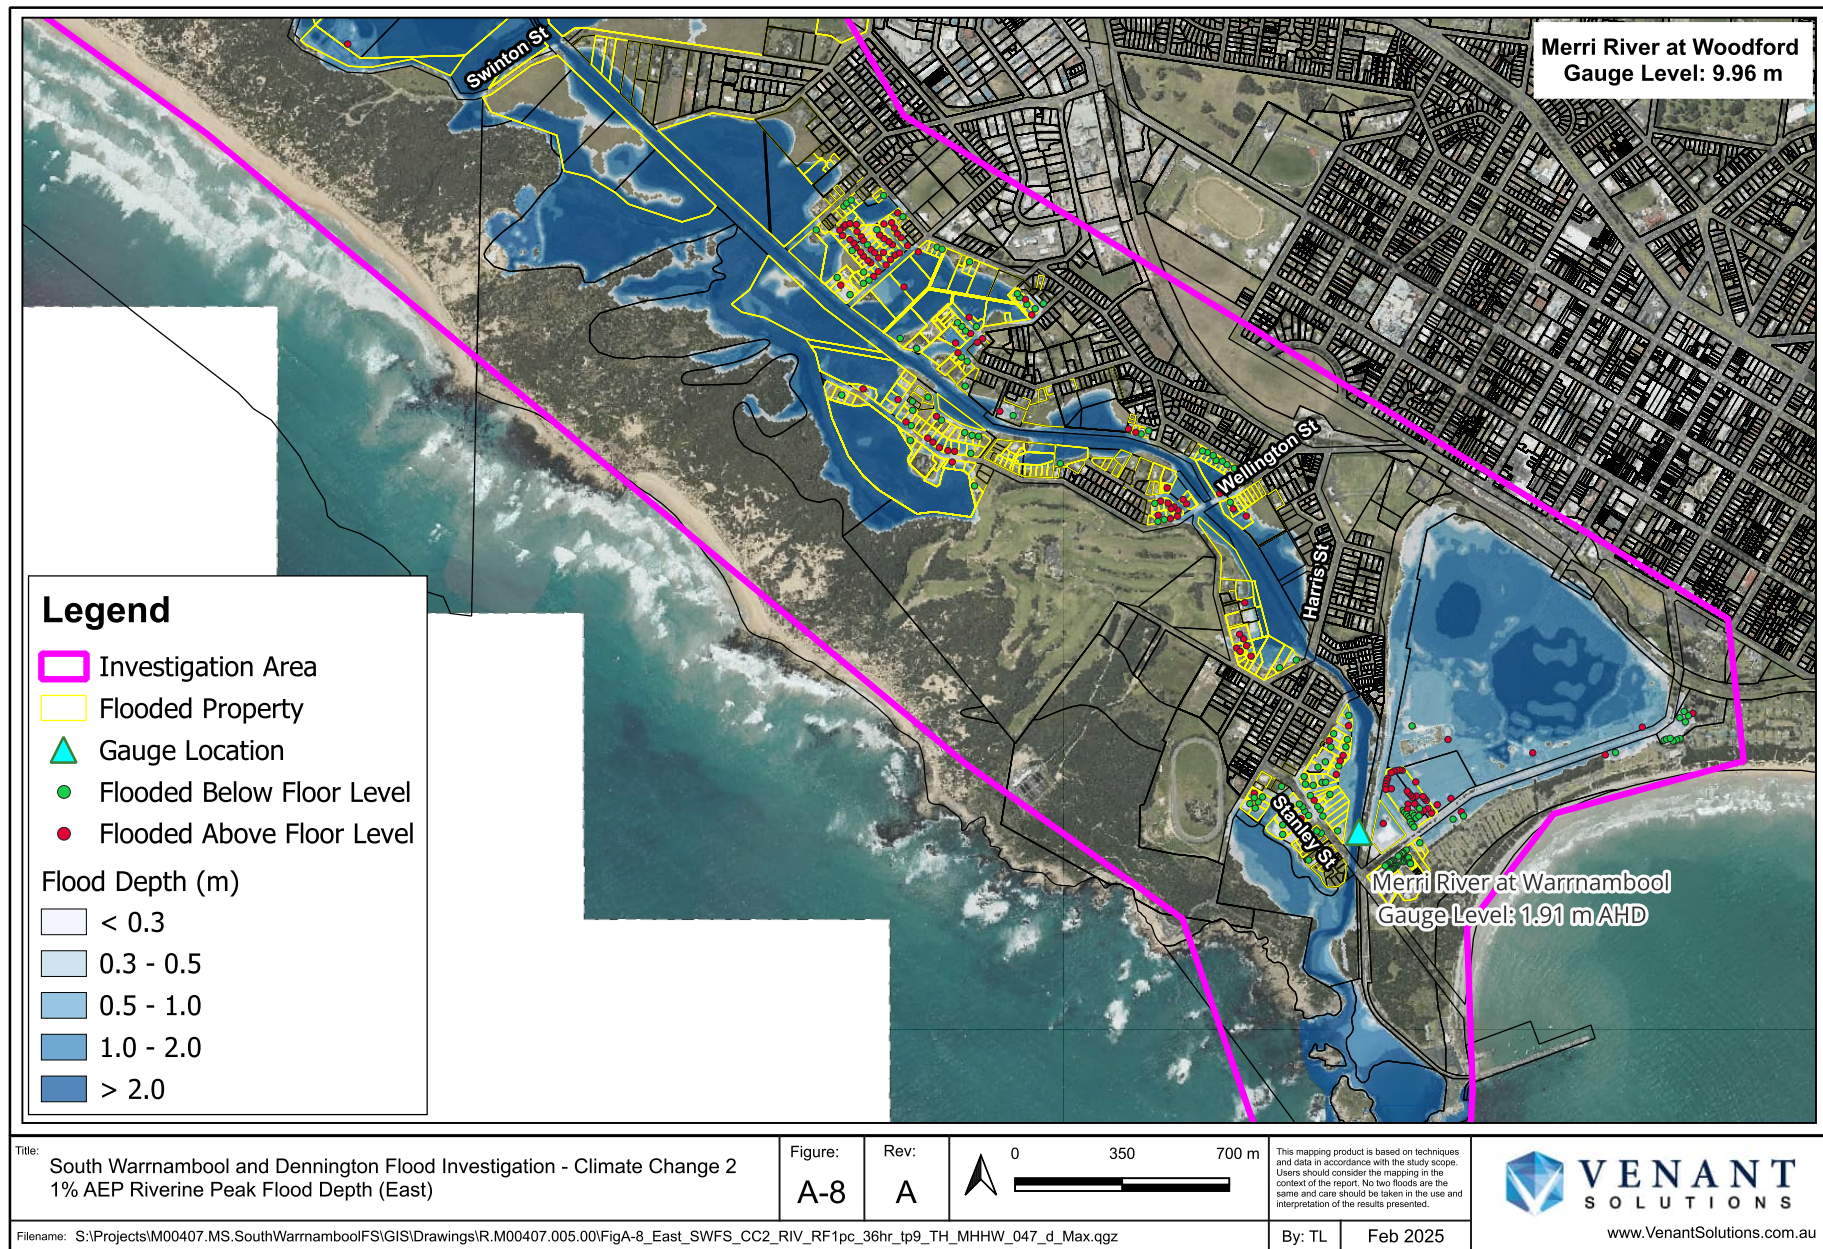 Merri River at Woodford
Gauge Level: 9.96 m
Swinton St
Wellington St
Harris St
Stanley St
Merri River at Warrnambool
Gauge Level: 1.91 m AHD
Legend
Investigation Area
Flooded Property
Gauge Location
Flooded Below Floor Level
Flooded Above Floor Level
Flood Depth (m)
< 0.3
0.3 - 0.5
0.5 - 1.0
1.0 - 2.0
> 2.0
Title:
South Warrnambool and Dennington Flood Investigation - Climate Change 2
1% AEP Riverine Peak Flood Depth (East)
Figure:
A-8
Rev:
A
0 350 700 m
This mapping product is based on techniques
and data in accordance with the study scope.
Users should consider the mapping in the
context of the report. No two floods are the
same and care should be taken in the use and
interpretation of the results presented.
VENANT
SOLUTIONS
www.VenantSolutions.com.au
Filename: S:\Projects\M00407.MS.SouthWarrnamboolFS\GIS\Drawings\R.M00407.005.00\FigA-8_East_SWFS_CC2_RIV_RF1pc_36hr_tp9_TH_MHHW_047_d_Max.qgz
By: TL
Feb 2025